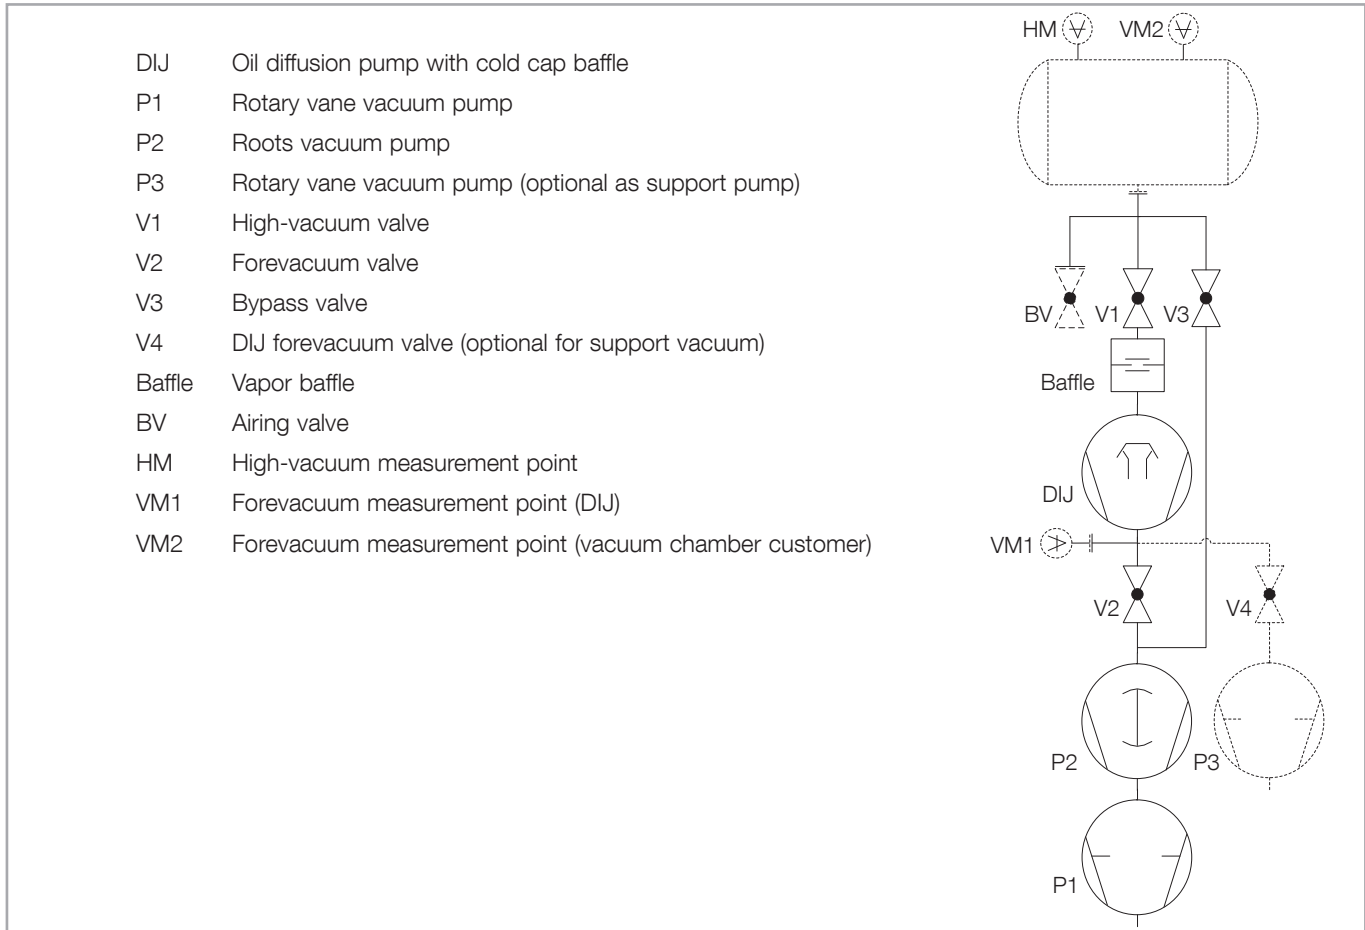 DIJ Oil diffusion pump with cold cap baffle
P1 Rotary vane vacuum pump
P2 Roots vacuum pump
P3 Rotary vane vacuum pump (optional as support pump)
V1 High-vacuum valve
V2 Forevacuum valve
V3 Bypass valve
V4 DIJ forevacuum valve (optional for support vacuum)
Baffle Vapor baffle
BV Airing valve
HM High-vacuum measurement point
VM1 Forevacuum measurement point (DIJ)
VM2 Forevacuum measurement point (vacuum chamber customer)
HM VM2
BV V1 V3
Baffle
DIJ
VM1
V2 V4
P2 P3
P1